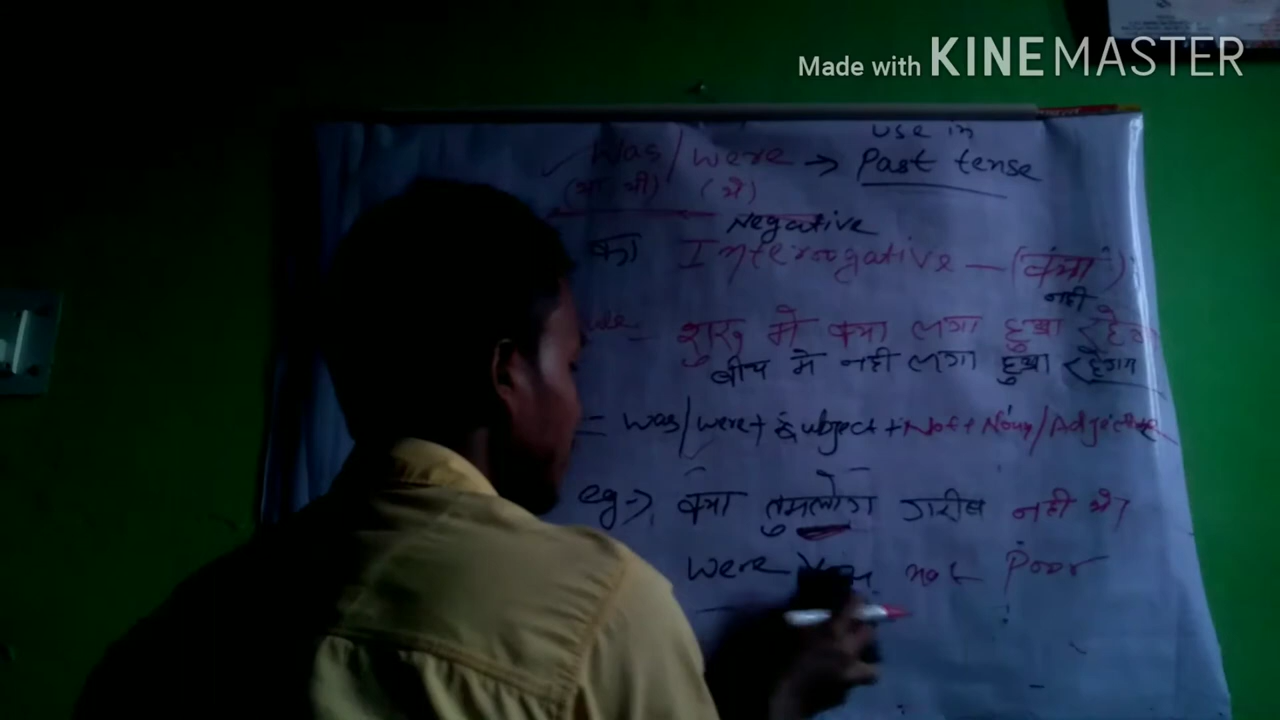 Made with KINEMASTER
use in
Was/were → Past tense
(था थी) (थे)
Negative
का Interrogative — (क्या)
नही
शुरू मे क्या लगा हुआ रहेगा
बीच मे नही लगा हुआ रहेगा
= was/were + Subject + Not + Noun/Adjective
eg→, क्या तुमलोग गरीब नही थे।
were you not Poor